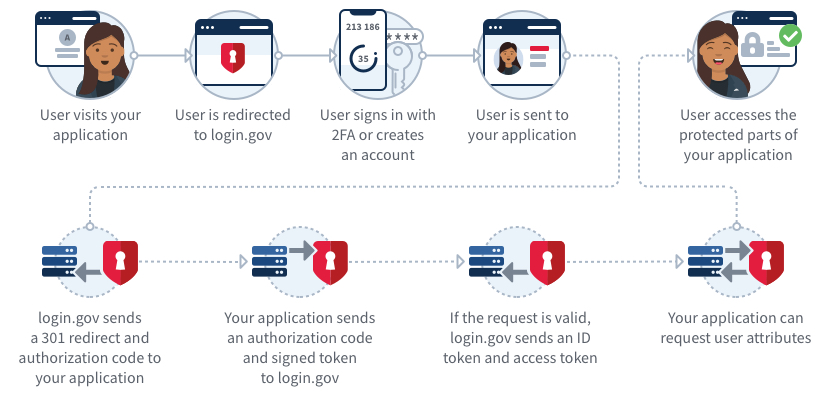 A
213 186
35
****
User visits your
application
User is redirected
to login.gov
User signs in with
2FA or creates
an account
User is sent to
your application
User accesses the
protected parts of
your application
login.gov sends
a 301 redirect and
authorization code to
your application
Your application sends
an authorization code
and signed token
to login.gov
If the request is valid,
login.gov sends an ID
token and access token
Your application can
request user attributes